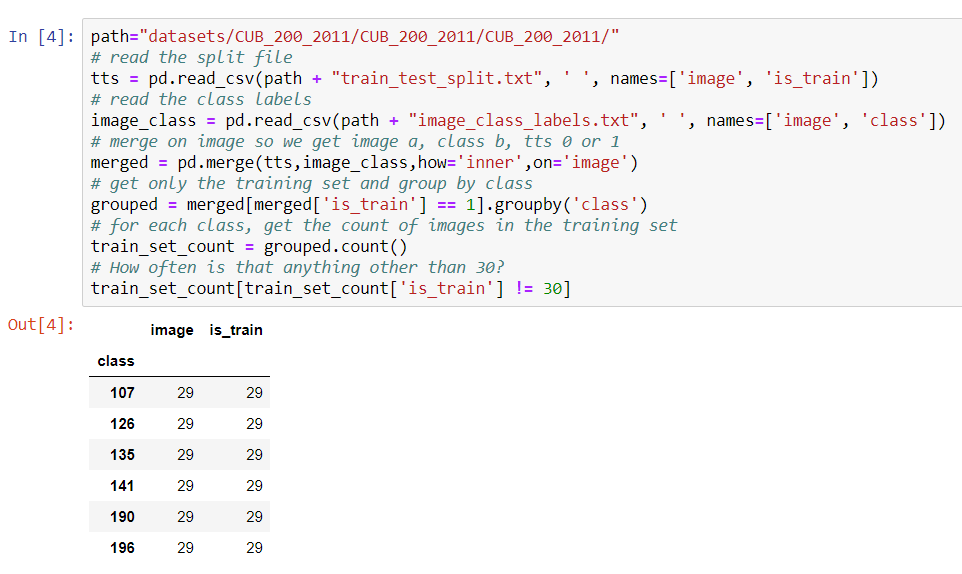 In [4]: path="datasets/CUB_200_2011/CUB_200_2011/CUB_200_2011/"
# read the split file
tts = pd.read_csv(path + "train_test_split.txt", ' ', names=['image', 'is_train'])
# read the class labels
image_class = pd.read_csv(path + "image_class_labels.txt", ' ', names=['image', 'class'])
# merge on image so we get image a, class b, tts 0 or 1
merged = pd.merge(tts,image_class,how='inner',on='image')
# get only the training set and group by class
grouped = merged[merged['is_train'] == 1].groupby('class')
# for each class, get the count of images in the training set
train_set_count = grouped.count()
# How often is that anything other than 30?
train_set_count[train_set_count['is_train'] != 30]
Out[4]: image is_train
class
107 29 29
126 29 29
135 29 29
141 29 29
190 29 29
196 29 29